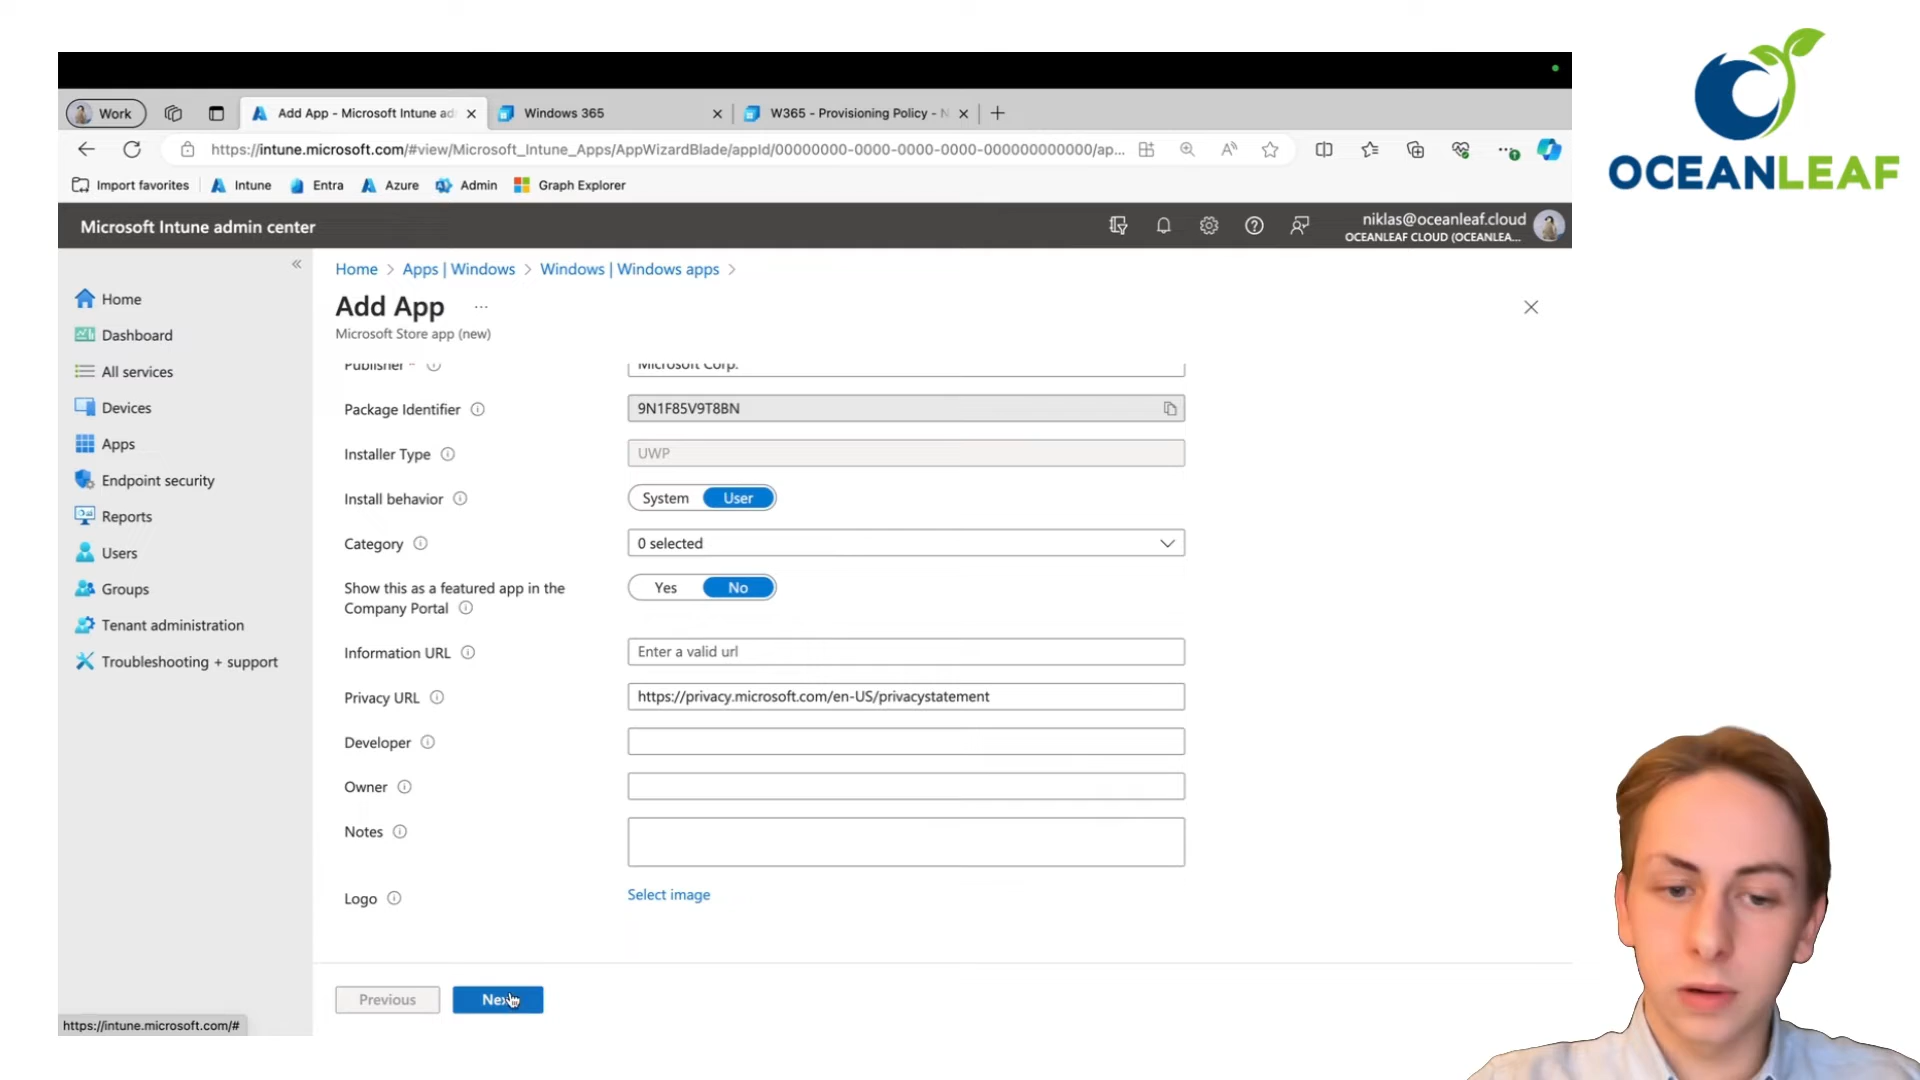 OCEANLEAF
Work
Add App - Microsoft Intune ad
Windows 365
W365 - Provisioning Policy - N
https://intune.microsoft.com/#view/Microsoft_Intune_Apps/AppWizardBlade/appId/00000000-0000-0000-0000-000000000000/ap...
Import favorites
Intune
Entra
Azure
Admin
Graph Explorer
Microsoft Intune admin center
niklas@oceanleaf.cloud
OCEANLEAF CLOUD (OCEANLEA...
Home
Dashboard
All services
Devices
Apps
Endpoint security
Reports
Users
Groups
Tenant administration
Troubleshooting + support
Home > Apps | Windows > Windows | Windows apps >
Add App ...
Microsoft Store app (new)
Publisher * Microsoft Corp.
Package Identifier 9N1F85V9T8BN
Installer Type UWP
Install behavior System User
Category 0 selected
Show this as a featured app in the Yes No
Company Portal
Information URL Enter a valid url
Privacy URL https://privacy.microsoft.com/en-US/privacystatement
Developer
Owner
Notes
Logo Select image
Previous
Next
https://intune.microsoft.com/#